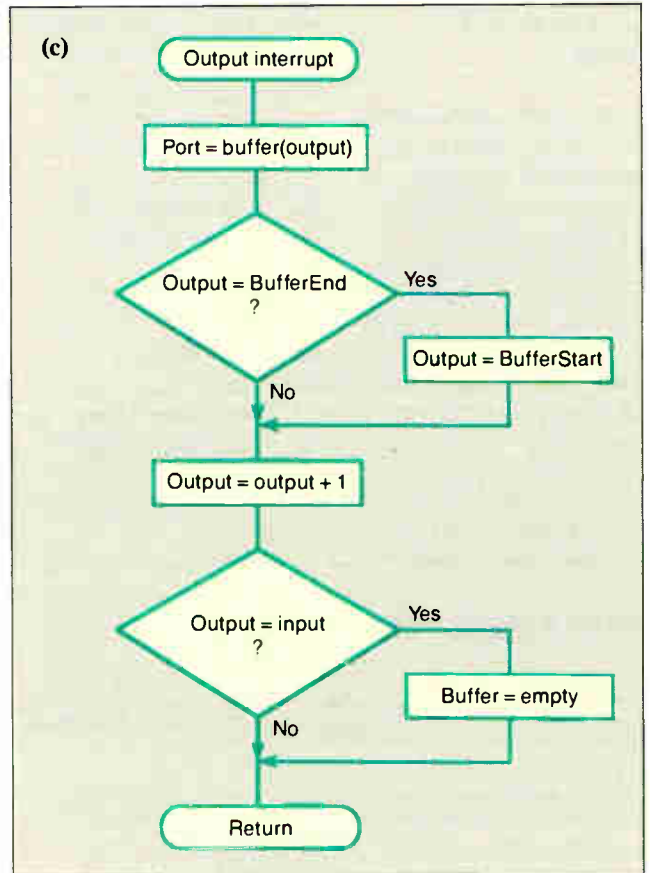 (c)
Output interrupt
Port = buffer(output)
Output = BufferEnd
?
Yes
Output = BufferStart
No
Output = output + 1
Output = input
?
Yes
Buffer = empty
No
Return